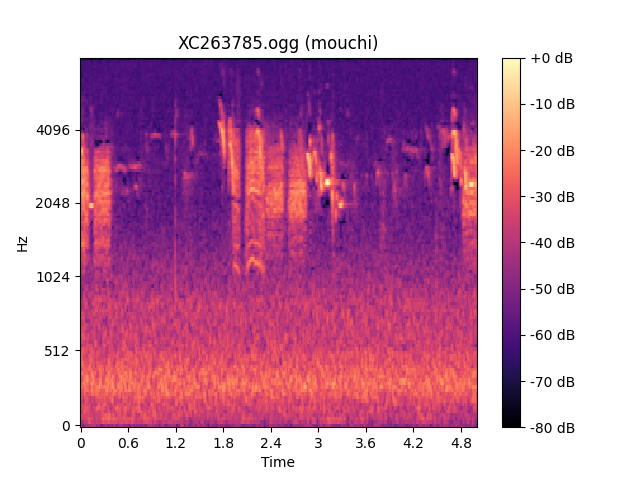 XC263785.ogg (mouchi)
Hz
4096
2048
1024
512
0
0 0.6 1.2 1.8 2.4 3 3.6 4.2 4.8
Time
+0 dB
-10 dB
-20 dB
-30 dB
-40 dB
-50 dB
-60 dB
-70 dB
-80 dB